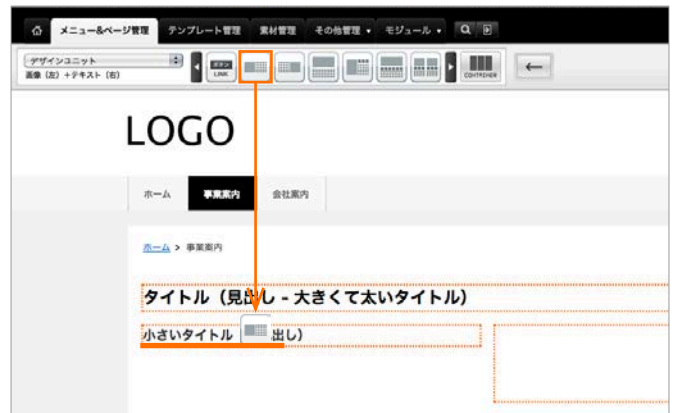 メニュー&ページ管理 テンプレート管理 素材管理 その他管理 ▼ モジュール ▼
デザインユニット
画像（左）+テキスト（右）
ボタン
LINK
CONTAINER
LOGO
ホーム 事業案内 会社案内
ホーム > 事業案内
タイトル（見出し - 大きくて太いタイトル）
小さいタイトル 出し）